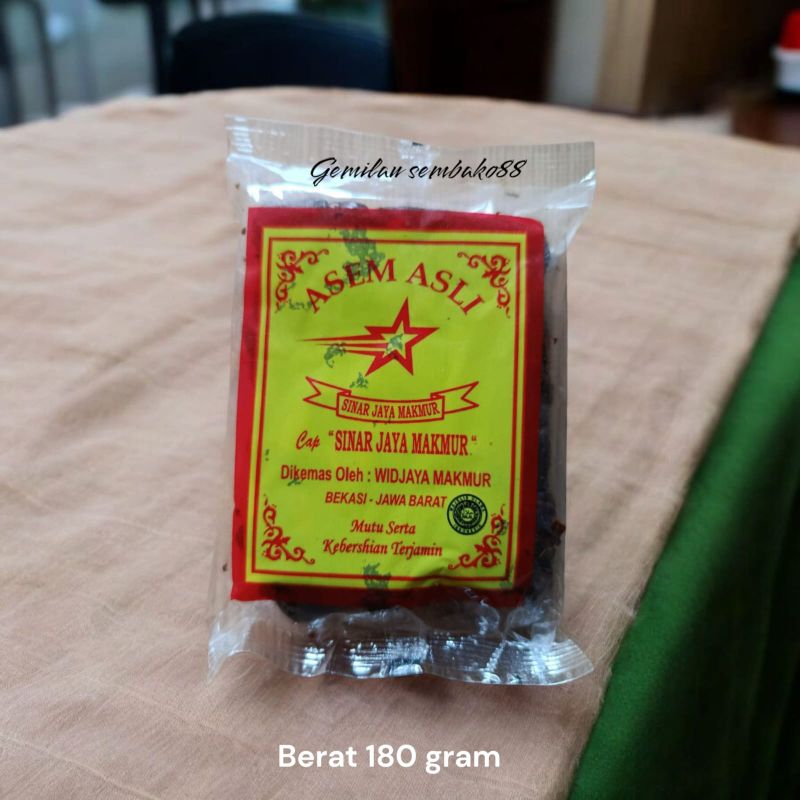 Gemilan sembako88
ASEM ASLI
SINAR JAYA MAKMUR
Cap "SINAR JAYA MAKMUR"
Dikemas Oleh : WIDJAYA MAKMUR
BEKASI - JAWA BARAT
Mutu Serta
Kebershian Terjamin
Berat 180 gram